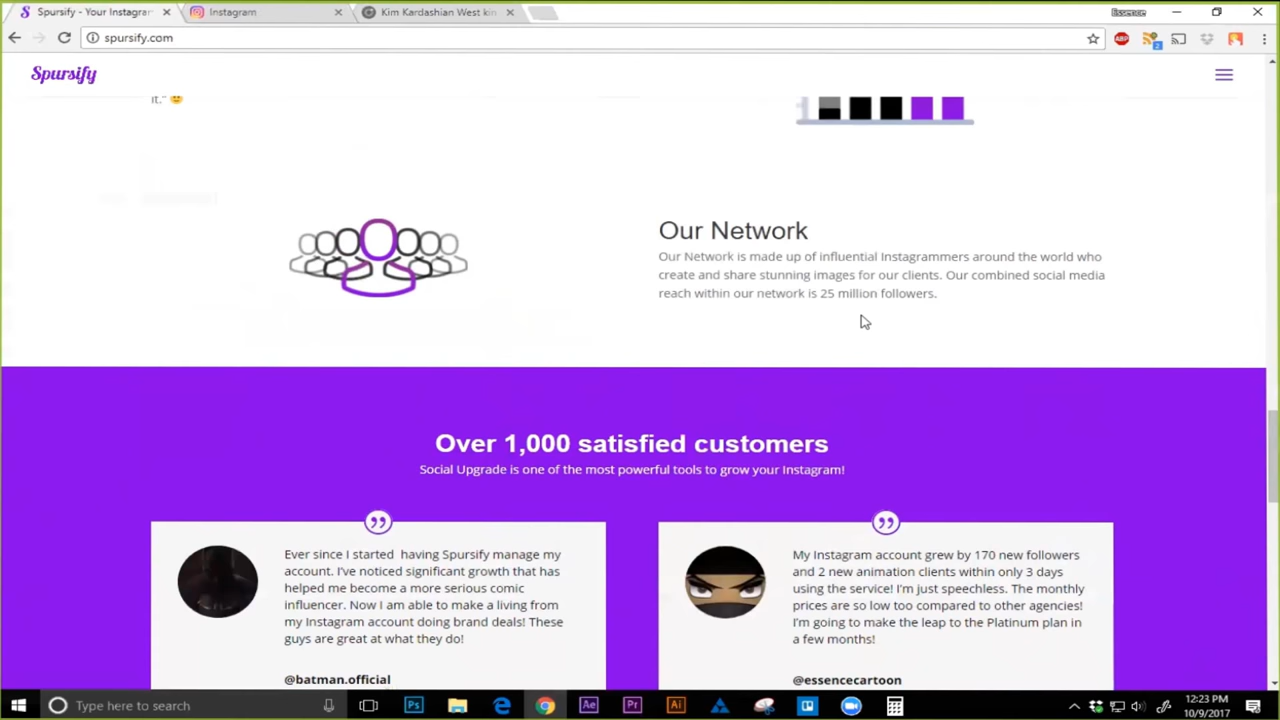 Spursify - Your Instagra
Instagram
Kim Kardashian West kin
Essence
spursify.com
ABP
2
Spursify
it."
Our Network
Our Network is made up of influential Instagrammers around the world who
create and share stunning images for our clients. Our combined social media
reach within our network is 25 million followers.
Over 1,000 satisfied customers
Social Upgrade is one of the most powerful tools to grow your Instagram!
Ever since I started having Spursify manage my
account. I've noticed significant growth that has
helped me become a more serious comic
influencer. Now I am able to make a living from
my Instagram account doing brand deals! These
guys are great at what they do!
@batman.official
My Instagram account grew by 170 new followers
and 2 new animation clients within only 3 days
using the service! I'm just speechless. The monthly
prices are so low too compared to other agencies!
I'm going to make the leap to the Platinum plan in
a few months!
@essencecartoon
Type here to search
Ps
Ae
Pr
Ai
12:23 PM
10/9/2017